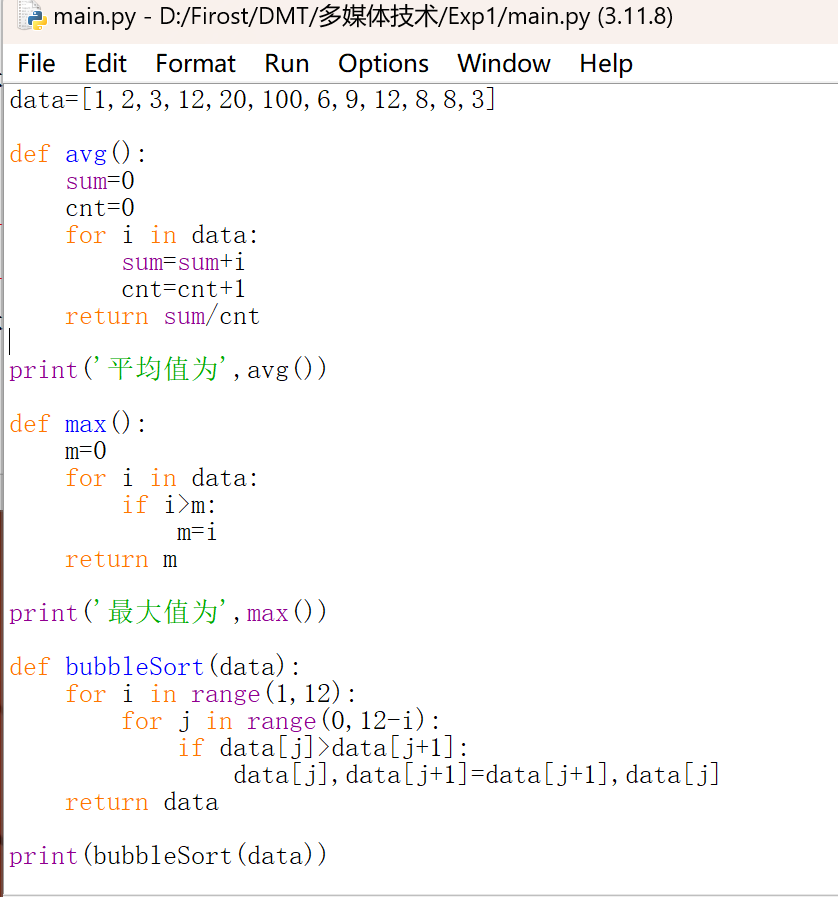 main.py - D:/Firost/DMT/多媒体技术/Exp1/main.py (3.11.8)
File Edit Format Run Options Window Help
data=[1,2,3,12,20,100,6,9,12,8,8,3]
def avg():
    sum=0
    cnt=0
    for i in data:
        sum=sum+i
        cnt=cnt+1
    return sum/cnt
print('平均值为',avg())
def max():
    m=0
    for i in data:
        if i>m:
            m=i
    return m
print('最大值为',max())
def bubbleSort(data):
    for i in range(1,12):
        for j in range(0,12-i):
            if data[j]>data[j+1]:
                data[j],data[j+1]=data[j+1],data[j]
    return data
print(bubbleSort(data))